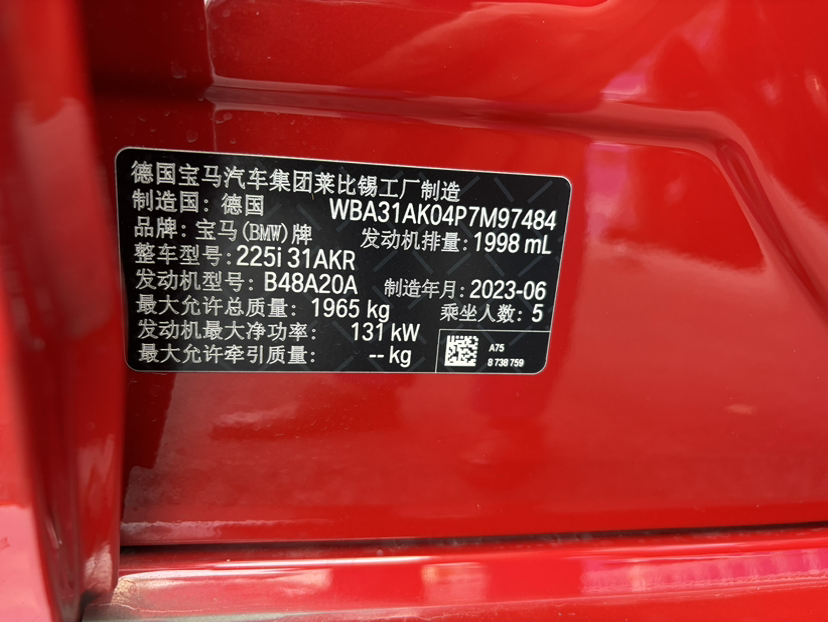 德国宝马汽车集团莱比锡工厂制造
制造国：德国 WBA31AK04P7M97484
品牌：宝马(BMW)牌 发动机排量：1998 mL
整车型号：225i 31AKR
发动机型号：B48A20A 制造年月：2023-06
最大允许总质量：1965 kg 乘坐人数：5
发动机最大净功率：131 kW
最大允许牵引质量：-- kg
A75
8 738 759